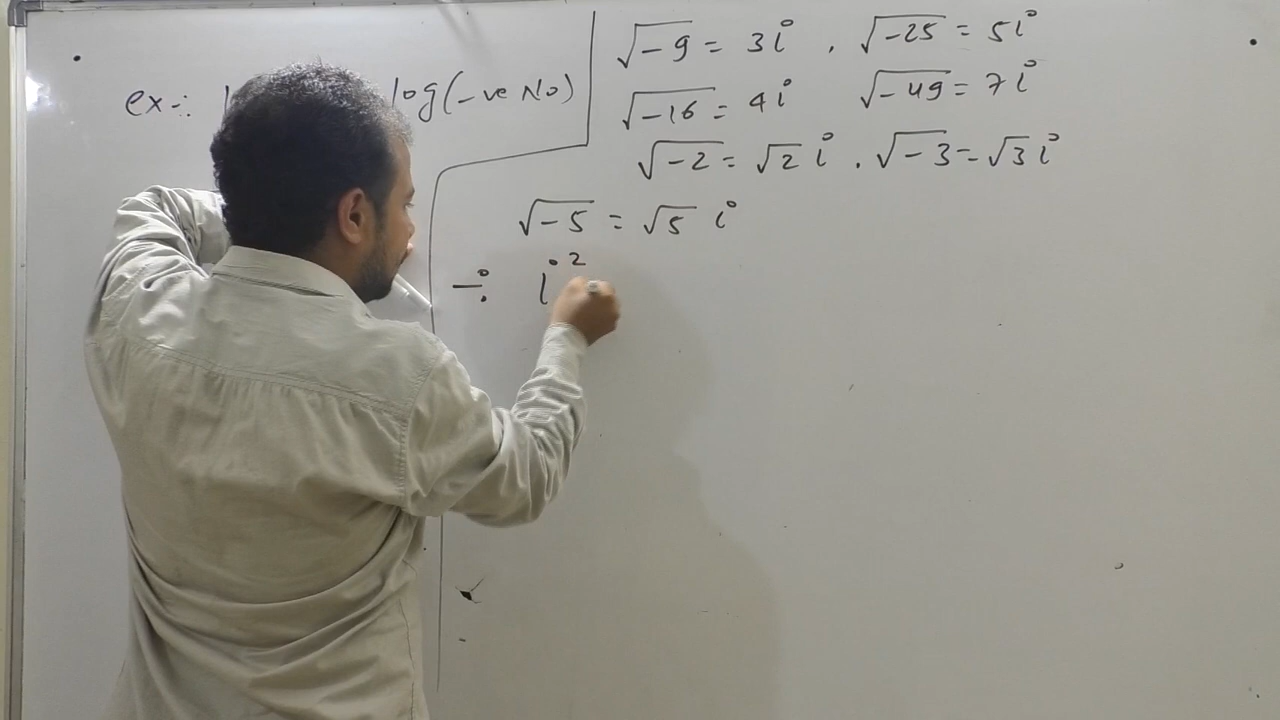 ex-: log(-ve No)
√-9 = 3i , √-25 = 5i
√-16 = 4i √-49 = 7i
√-2 = √2 i , √-3 = √3 i
√-5 = √5 i
÷ i²